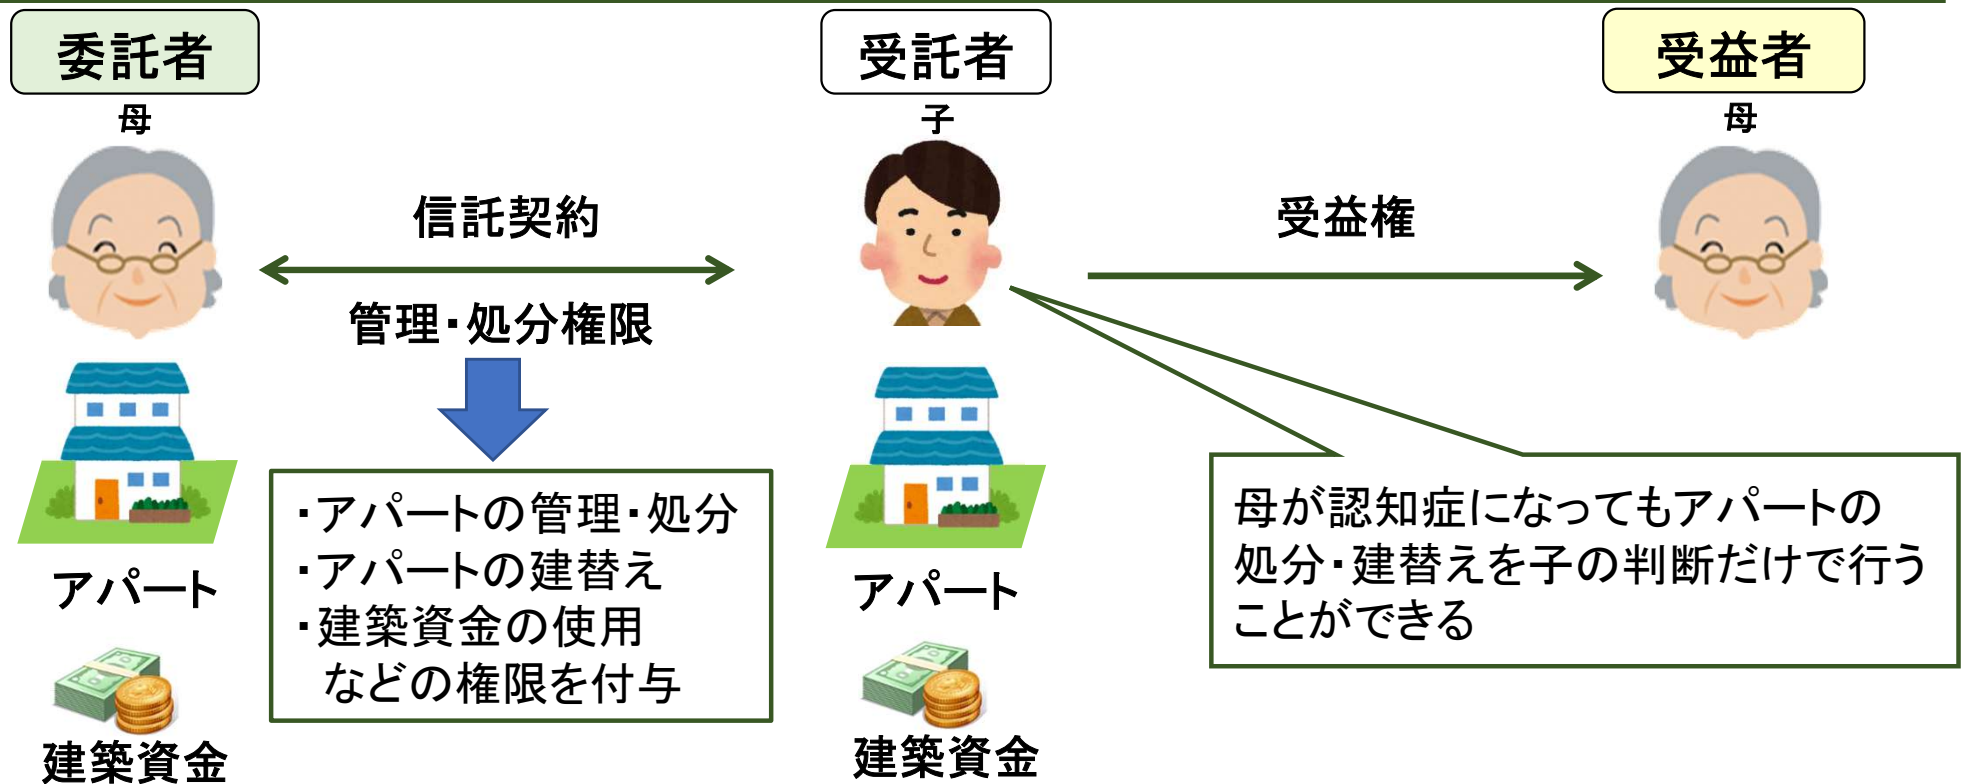 委託者
母
受託者
子
受益者
母
信託契約
管理・処分権限
受益権
・アパートの管理・処分
・アパートの建替え
・建築資金の使用
などの権限を付与
母が認知症になってもアパートの
処分・建替えを子の判断だけで行う
ことができる
アパート
建築資金
アパート
建築資金